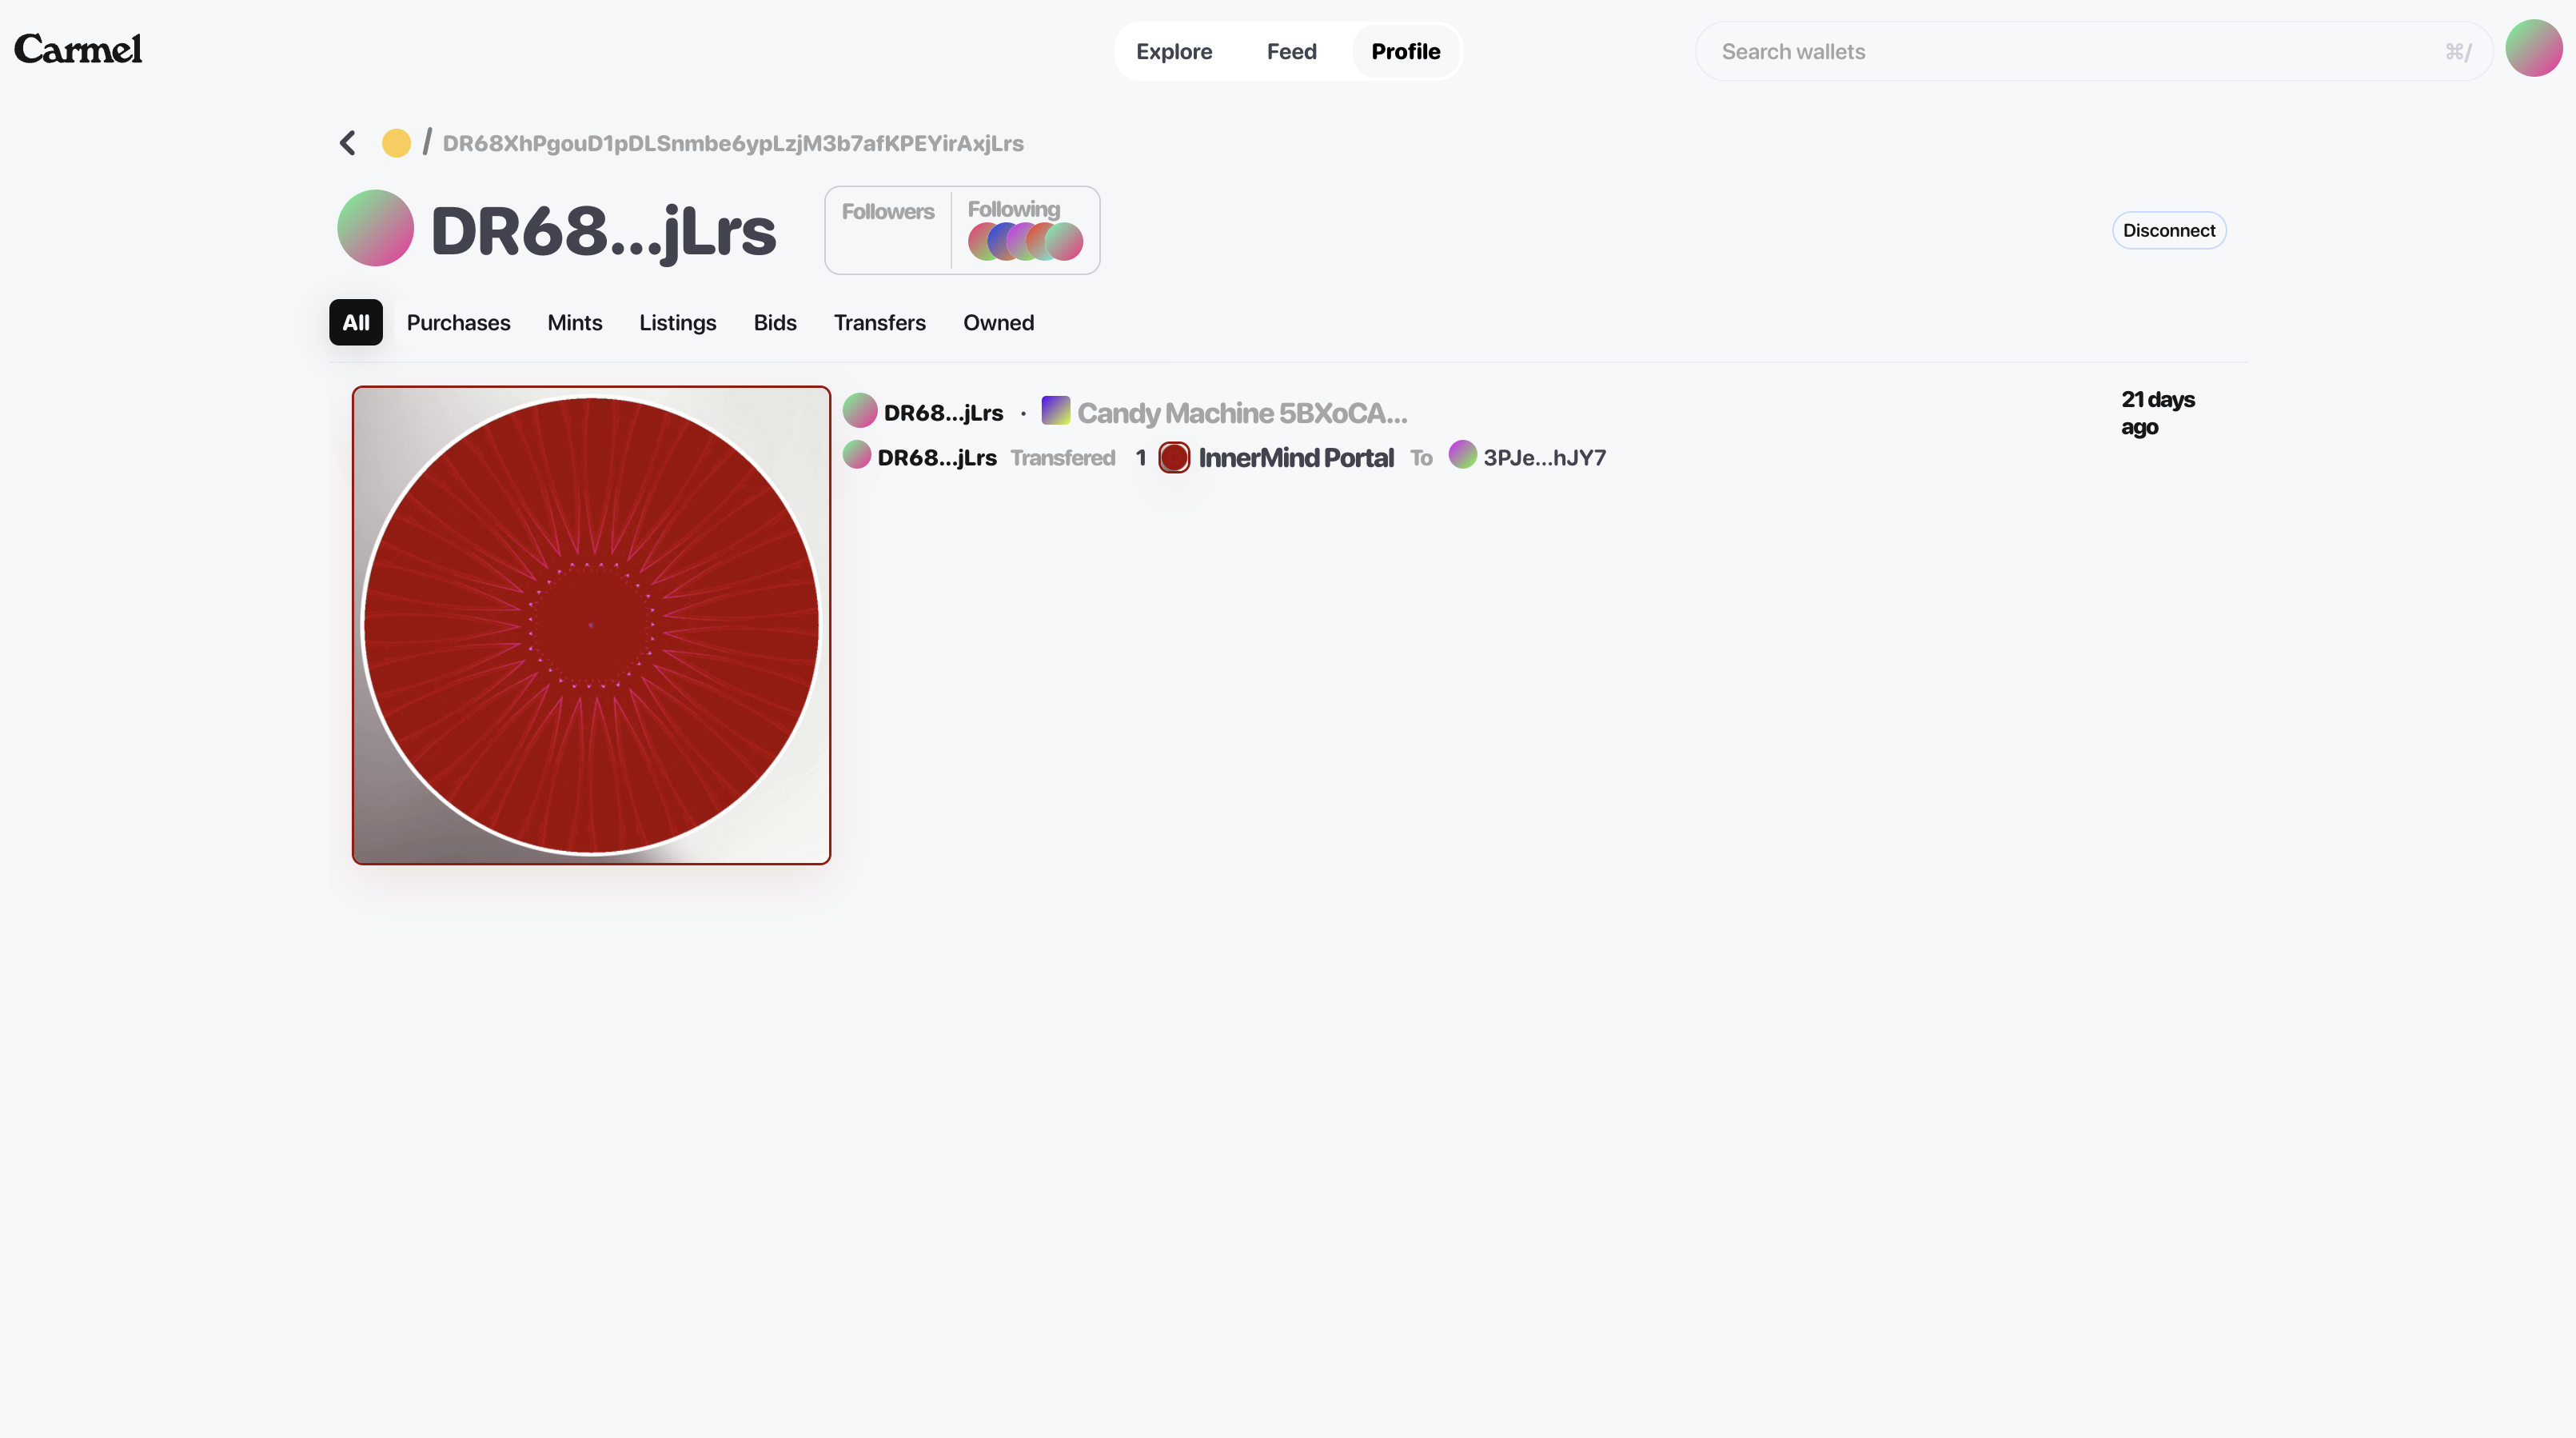 Carmel
Explore Feed Profile
Search wallets ⌘/
/ DR68XhPgouD1pDLSnmbe6ypLzjM3b7afKPEYirAxjLrs
DR68...jLrs
Followers
Following
Disconnect
All Purchases Mints Listings Bids Transfers Owned
DR68...jLrs · Candy Machine 5BXoCA...
DR68...jLrs Transfered 1 InnerMind Portal To 3PJe...hJY7
21 days
ago